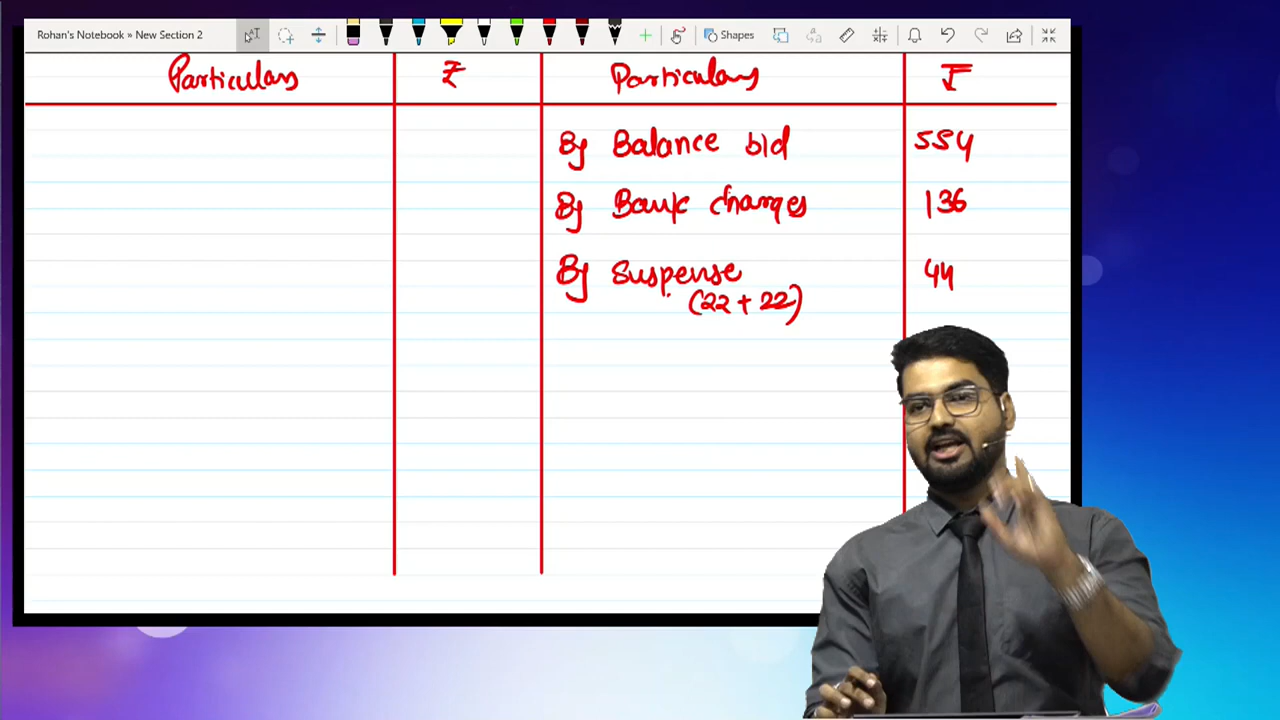 Rohan's Notebook » New Section 2
Shapes
Particulars ₹ Particulars ₹
By Balance b/d 554
By Bank charges 136
By Suspense 44
(22 + 22)